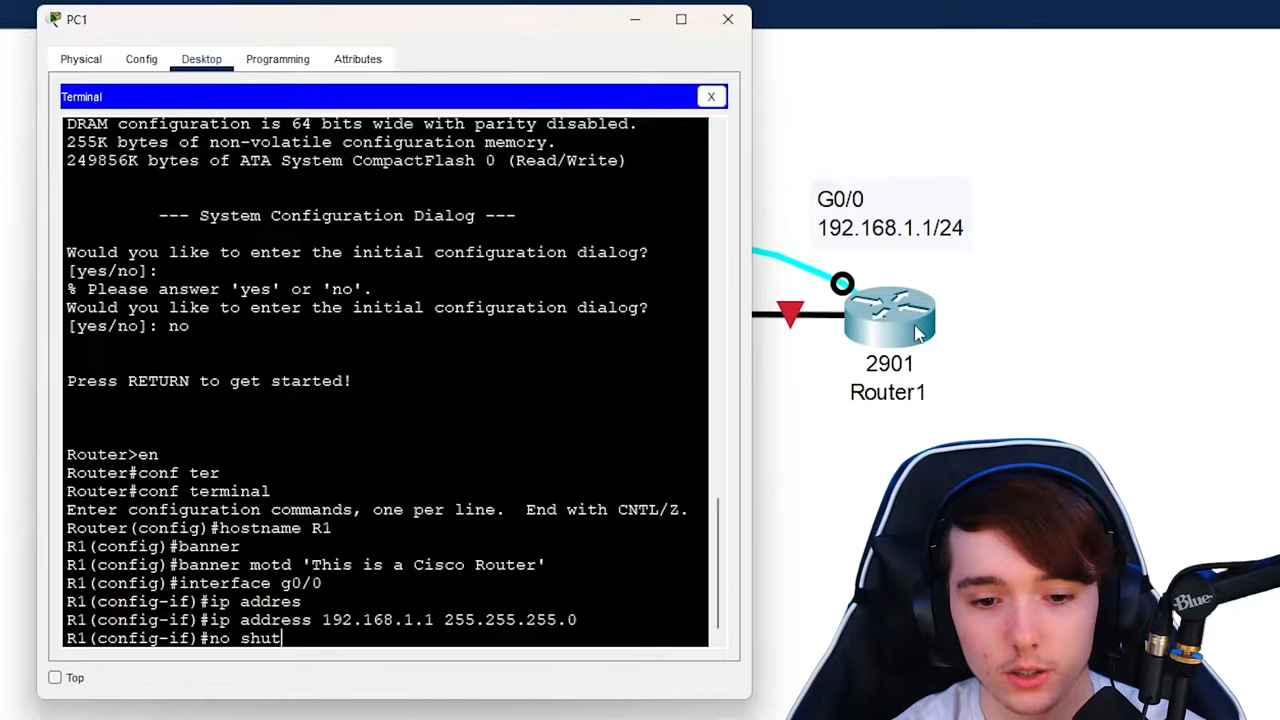 PC1
Physical
Config
Desktop
Programming
Attributes
Terminal
X
DRAM configuration is 64 bits wide with parity disabled.
255K bytes of non-volatile configuration memory.
249856K bytes of ATA System CompactFlash 0 (Read/Write)
--- System Configuration Dialog ---
Would you like to enter the initial configuration dialog?
[yes/no]:
% Please answer 'yes' or 'no'.
Would you like to enter the initial configuration dialog?
[yes/no]: no
Press RETURN to get started!
Router>en
Router#conf ter
Router#conf terminal
Enter configuration commands, one per line.  End with CNTL/Z.
Router(config)#hostname R1
R1(config)#banner
R1(config)#banner motd 'This is a Cisco Router'
R1(config)#interface g0/0
R1(config-if)#ip addres
R1(config-if)#ip address 192.168.1.1 255.255.255.0
R1(config-if)#no shut
Top
G0/0
192.168.1.1/24
2901
Router1
Blue